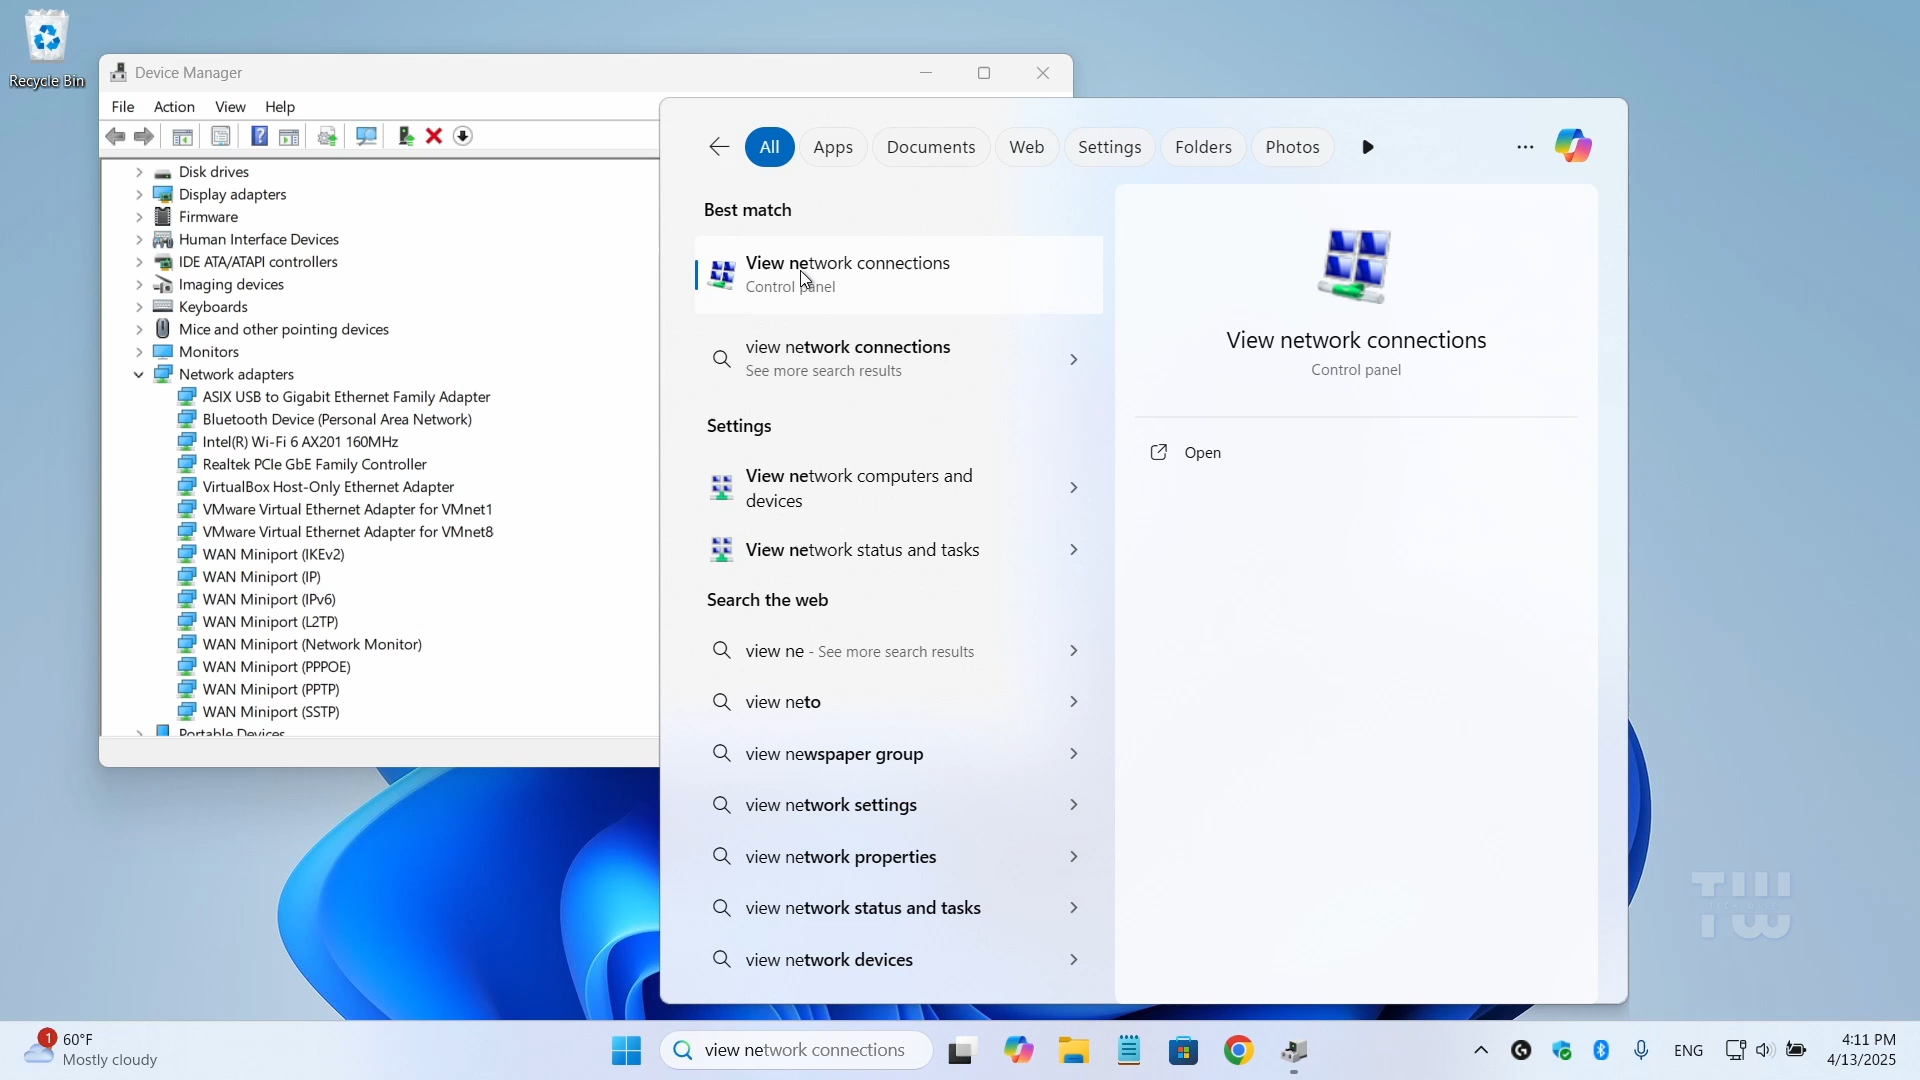 Recycle Bin
Device Manager
File Action View Help
Disk drives
Display adapters
Firmware
Human Interface Devices
IDE ATA/ATAPI controllers
Imaging devices
Keyboards
Mice and other pointing devices
Monitors
Network adapters
ASIX USB to Gigabit Ethernet Family Adapter
Bluetooth Device (Personal Area Network)
Intel(R) Wi-Fi 6 AX201 160MHz
Realtek PCIe GbE Family Controller
VirtualBox Host-Only Ethernet Adapter
VMware Virtual Ethernet Adapter for VMnet1
VMware Virtual Ethernet Adapter for VMnet8
WAN Miniport (IKEv2)
WAN Miniport (IP)
WAN Miniport (IPv6)
WAN Miniport (L2TP)
WAN Miniport (Network Monitor)
WAN Miniport (PPPOE)
WAN Miniport (PPTP)
WAN Miniport (SSTP)
Portable Devices
All Apps Documents Web Settings Folders Photos
Best match
View network connections
Control panel
view network connections
See more search results
Settings
View network computers and
devices
View network status and tasks
Search the web
view ne - See more search results
view neto
view newspaper group
view network settings
view network properties
view network status and tasks
view network devices
View network connections
Control panel
Open
TW
1
60°F
Mostly cloudy
view network connections
ENG
4:11 PM
4/13/2025